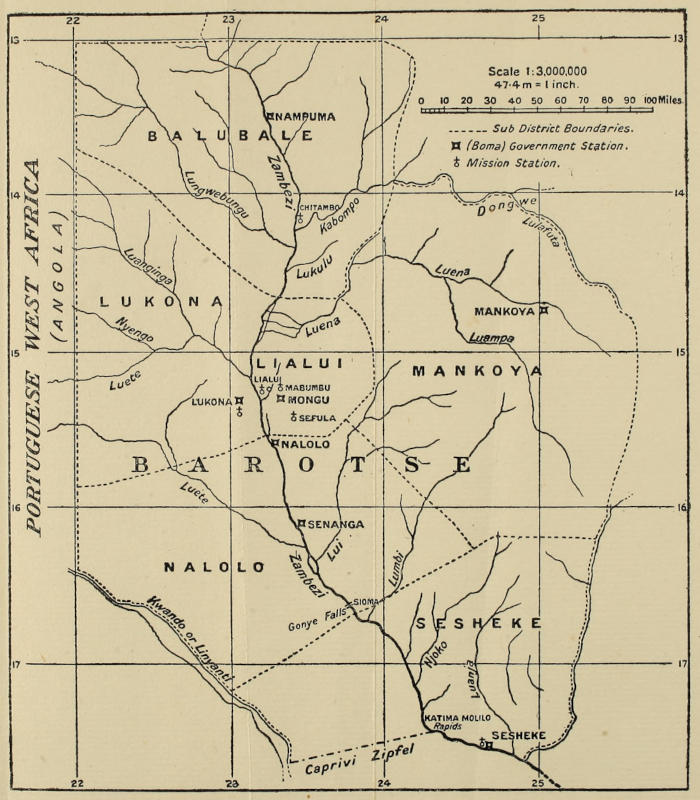 22 23 24 25
13 13
Scale 1:3,000,000
47·4 m = 1 inch.
0 10 20 30 40 50 60 70 80 90 100 Miles
Sub District Boundaries.
(Boma) Government Station.
Mission Station.
NAMPUMA
BALUBALE
Zambezi
Lungwebungu
14 14
CHITAMBO
Kabompo
Dongwe
Lulafuta
PORTUGUESE WEST AFRICA
(ANGOLA)
Luanginga
Lukulu
Luena
LUKONA
MANKOYA
Nyengo
Luena
Luampa
15 15
LIALUI
MANKOYA
Luete
LIALUI
MABUMBU
LUKONA
MONGU
SEFULA
NALOLO
BAROTSE
Luete
16 16
SENANGA
Lui
NALOLO
Zambezi
Lumbi
Kwando or Linyanti
SIOMA
Gonye Falls
SESHEKE
Njoko
17 17
KATIMA MOLILO
Rapids
SESHEKE
Caprivi Zipfel
22 23 24 25